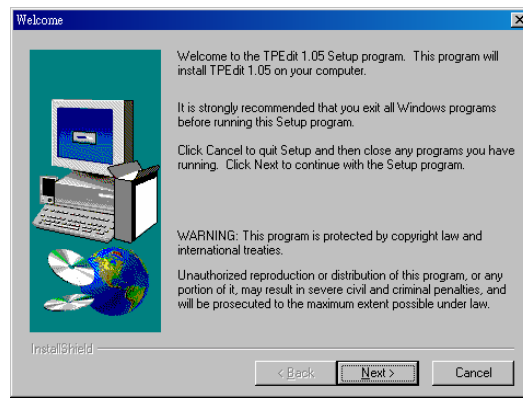 Welcome
Welcome to the TPEdit 1.05 Setup program. This program will
install TPEdit 1.05 on your computer.
It is strongly recommended that you exit all Windows programs
before running this Setup program.
Click Cancel to quit Setup and then close any programs you have
running. Click Next to continue with the Setup program.
WARNING: This program is protected by copyright law and
international treaties.
Unauthorized reproduction or distribution of this program, or any
portion of it, may result in severe civil and criminal penalties, and
will be prosecuted to the maximum extent possible under law.
InstallShield
< Back
Next >
Cancel